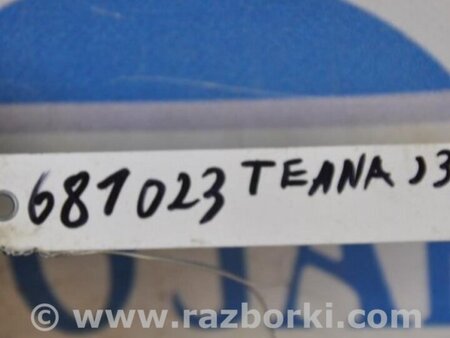 681023 TEANA J3
© www.razborki.com